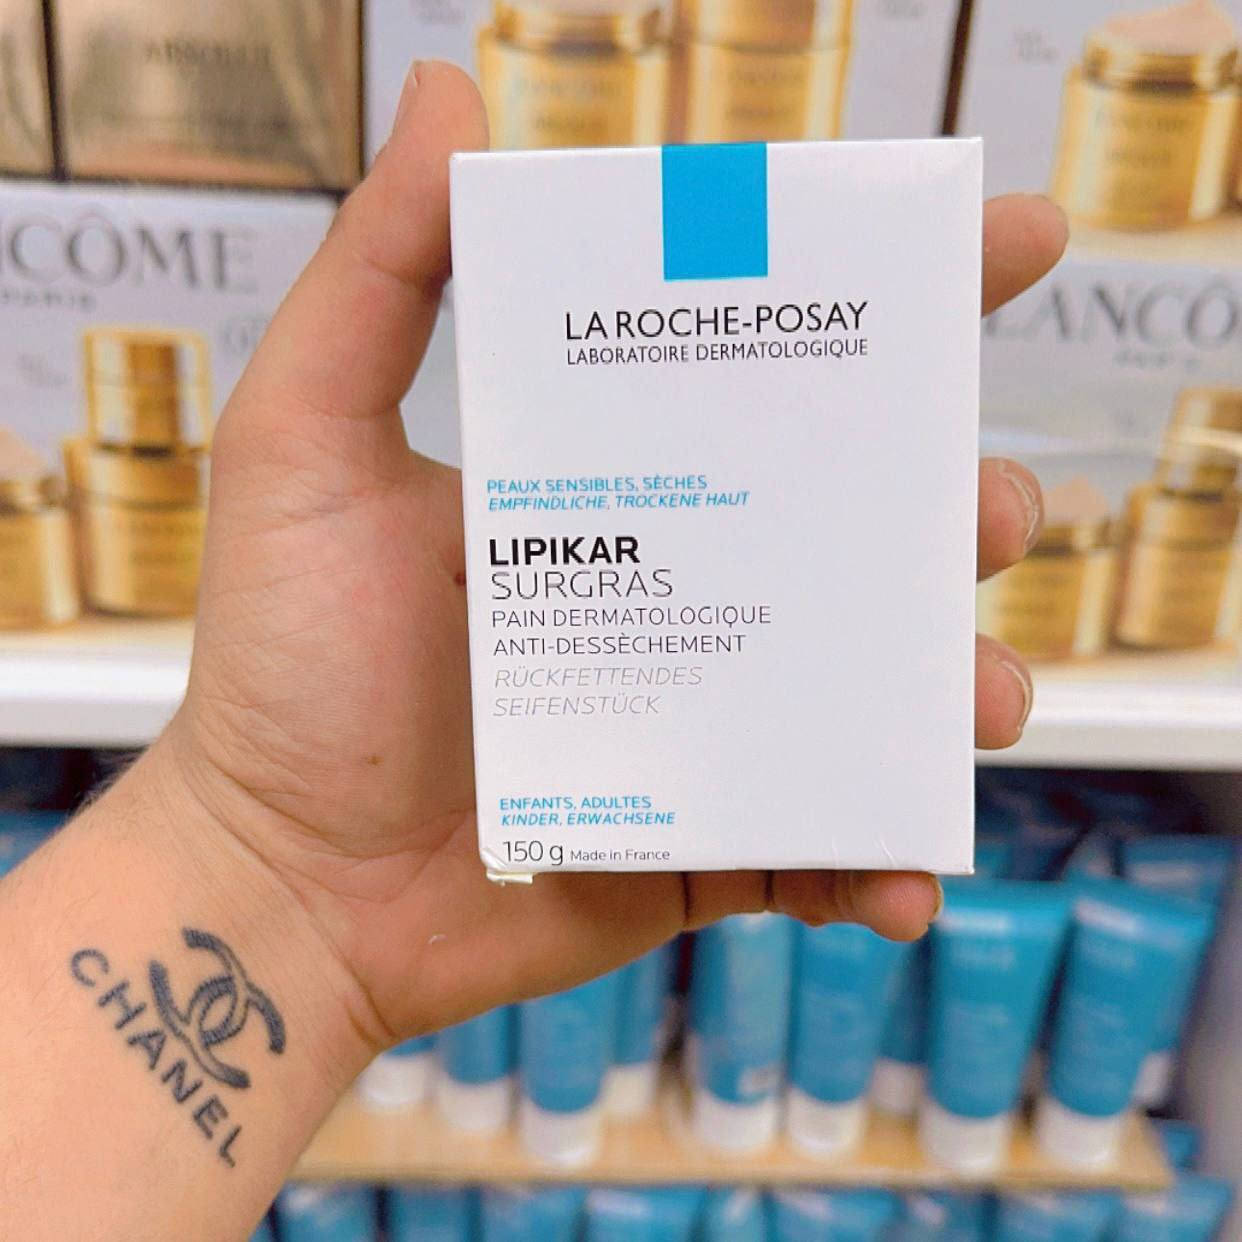 LANCÔME
LA ROCHE-POSAY
LABORATOIRE DERMATOLOGIQUE
PEAUX SENSIBLES, SÈCHES
EMPFINDLICHE, TROCKENE HAUT
LIPIKAR
SURGRAS
PAIN DERMATOLOGIQUE
ANTI-DESSÈCHEMENT
RÜCKFETTENDES
SEIFENSTÜCK
ENFANTS, ADULTES
KINDER, ERWACHSENE
150 g Made in France
CHANEL